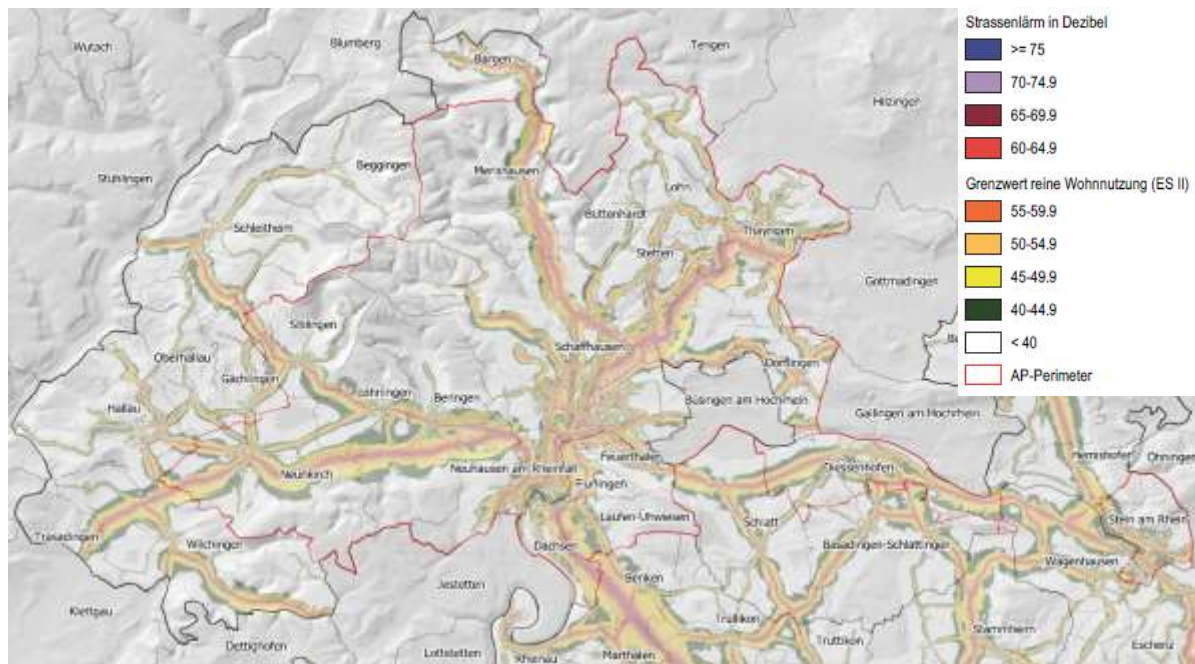 Strassenlärm in Dezibel
>= 75
70-74.9
65-69.9
60-64.9
Grenzwert reine Wohnnutzung (ES II)
55-59.9
50-54.9
45-49.9
40-44.9
< 40
AP-Perimeter
Wutach
Blumberg
Tengen
Bargen
Hilzingen
Beggingen
Merishausen
Stühlingen
Lohn
Büttenhardt
Schleitheim
Thayngen
Stetten
Gottmadingen
Siblingen
Schaffhausen
Oberhallau
Dörflingen
Gächlingen
Löhningen
Beringen
Büsingen am Hochrhein
Hallau
Gailingen am Hochrhein
Hemishofen
Öhningen
Feuerthalen
Neuhausen am Rheinfall
Diessenhofen
Neunkirch
Flurlingen
Laufen-Uhwiesen
Schlatt
Stein am Rhein
Trasadingen
Wilchingen
Dachsen
Basadingen-Schlattingen
Wagenhausen
Jestetten
Benken
Klettgau
Trüllikon
Truttikon
Stammheim
Dettighofen
Lottstetten
Rheinau
Marthalen
Eschenz